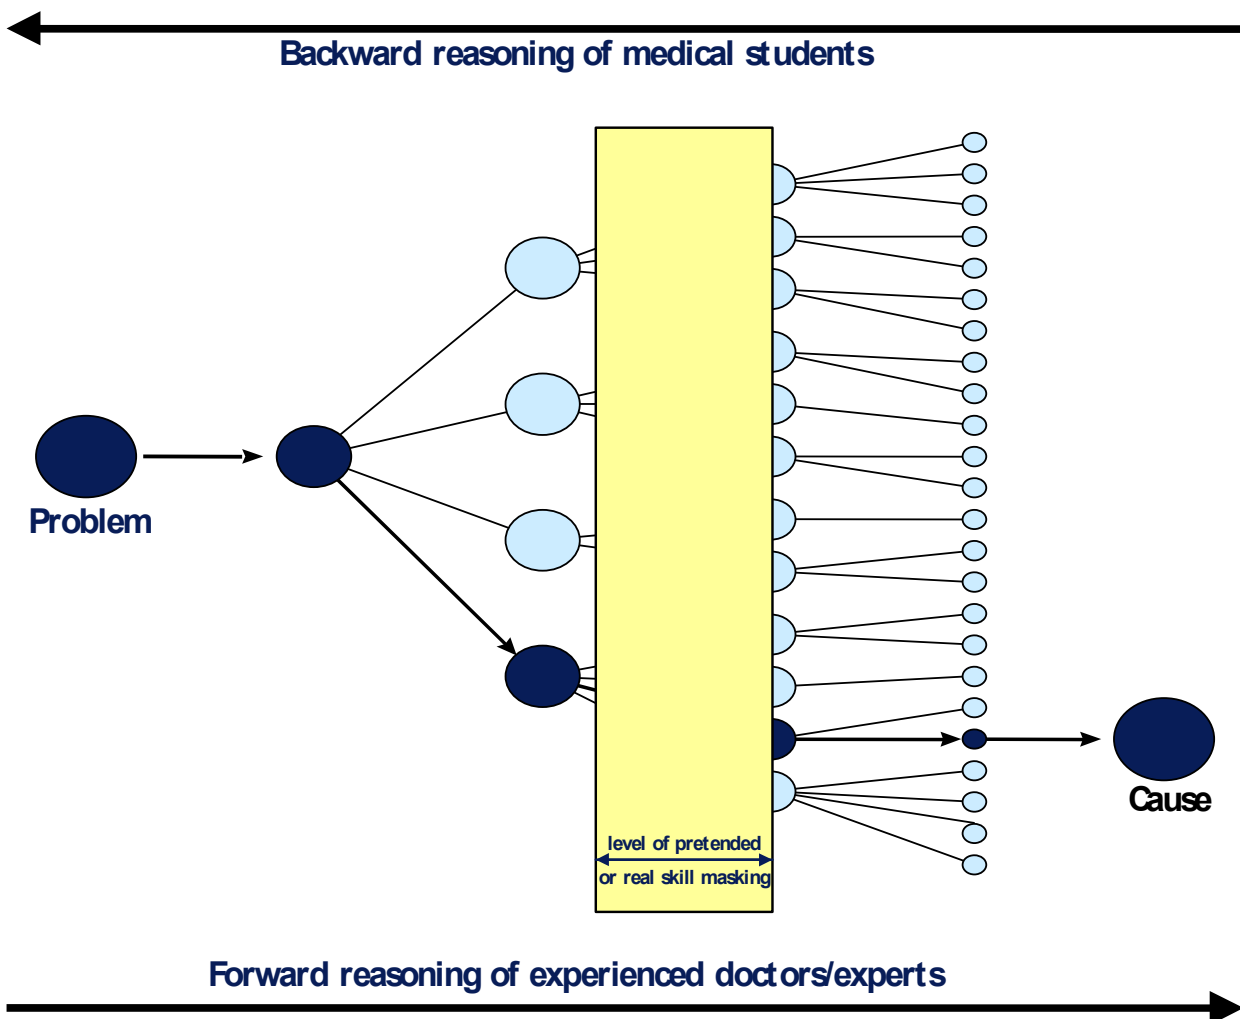 Backward reasoning of medical students
Problem
Cause
level of pretended
or real skill masking
Forward reasoning of experienced doctors/experts